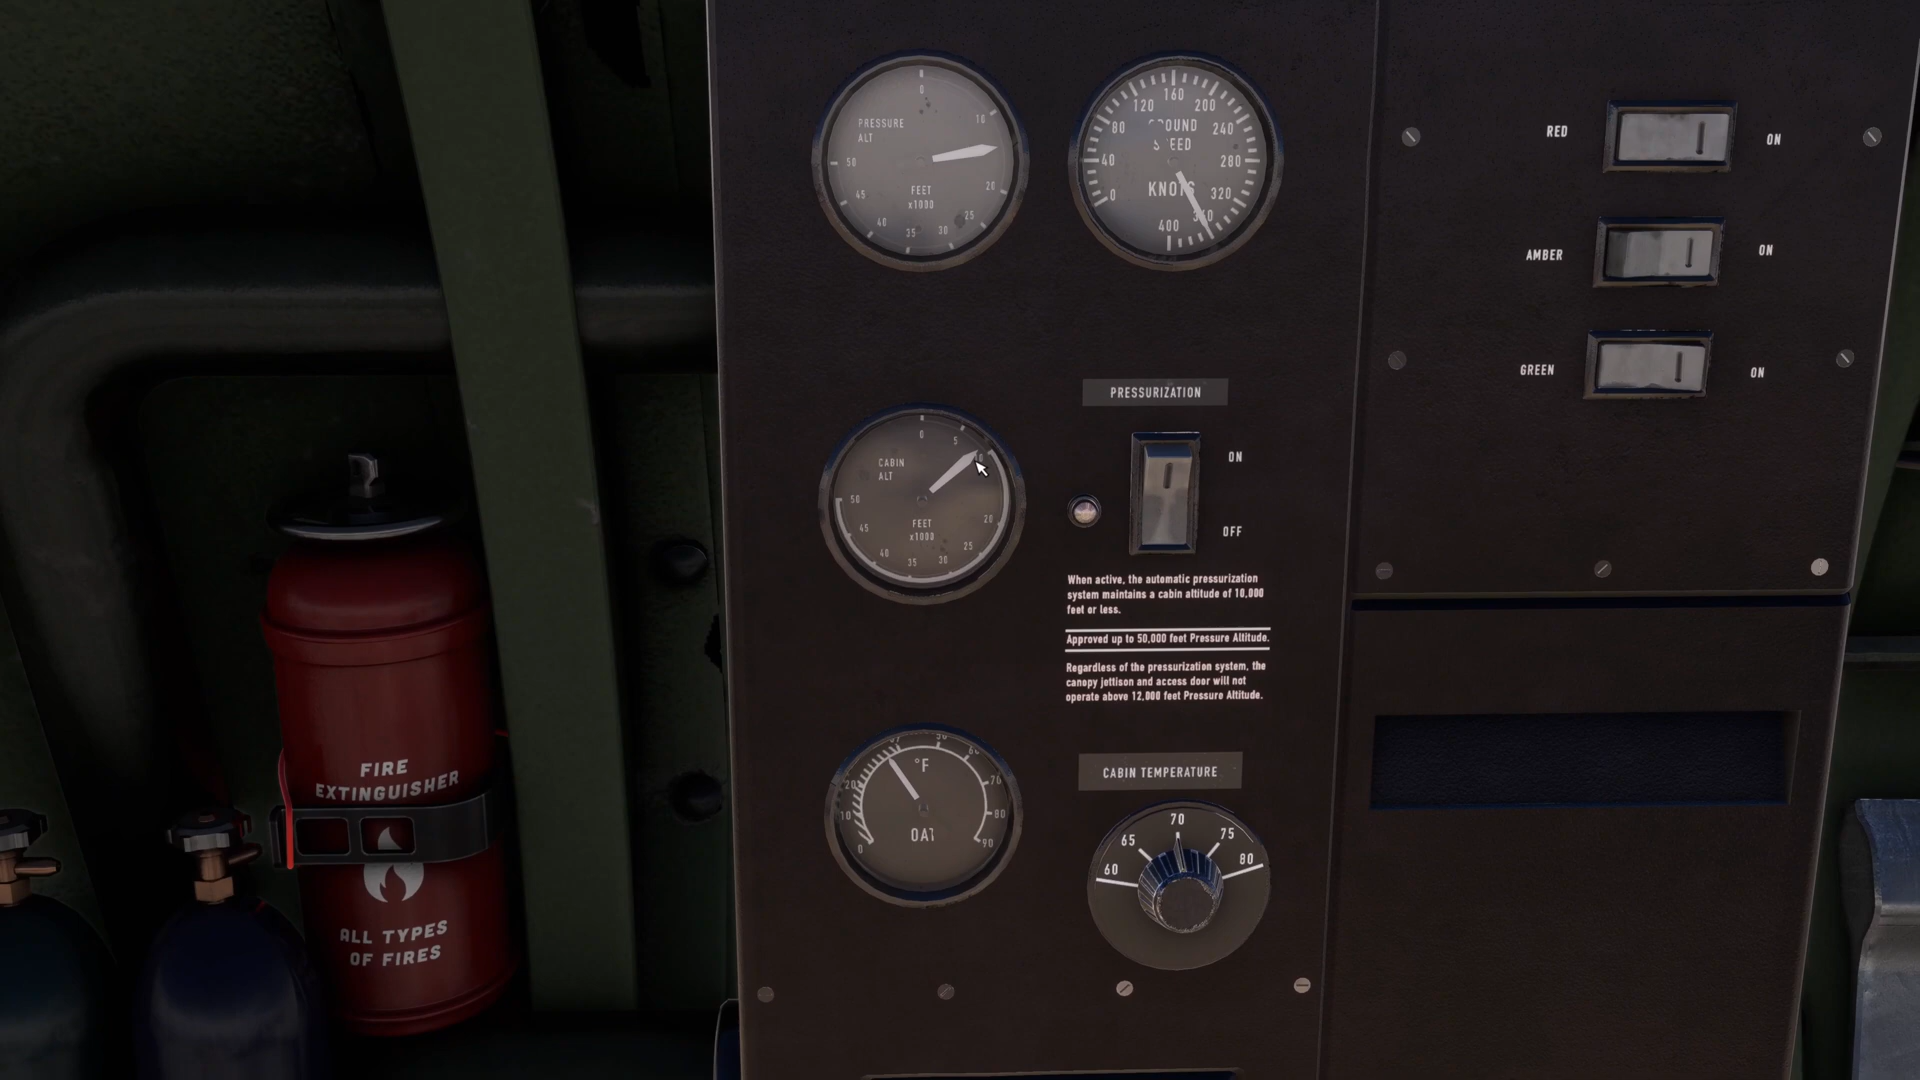 0
10
20
25
30
35
40
45
50
PRESSURE
ALT
FEET
x1000
0
40
80
120
160
200
240
280
320
400
KNOTS
RED
ON
AMBER
ON
GREEN
ON
PRESSURIZATION
ON
OFF
0
5
20
25
30
35
40
45
50
CABIN
ALT
FEET
x1000
When active, the automatic pressurization
system maintains a cabin altitude of 10,000
feet or less.
Approved up to 50,000 feet Pressure Altitude.
Regardless of the pressurization system, the
canopy jettison and access door will not
operate above 12,000 feet Pressure Altitude.
FIRE
EXTINGUISHER
ALL TYPES
OF FIRES
0
10
20
50
70
80
90
°F
OAT
CABIN TEMPERATURE
60
65
70
75
80